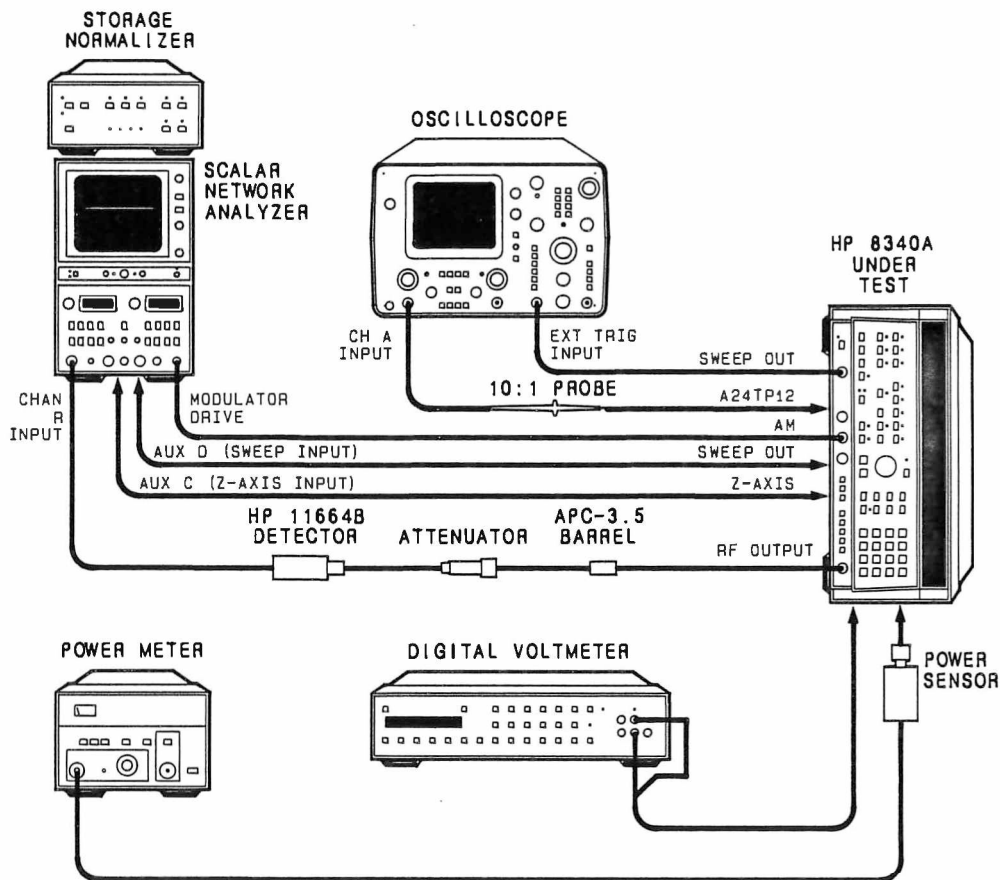 STORAGE
NORMALIZER
OSCILLOSCOPE
SCALAR
NETWORK
ANALYZER
HP 8340A
UNDER
TEST
CH A
INPUT
EXT TRIG
INPUT
SWEEP OUT
10:1 PROBE
A24TP12
CHAN
R
INPUT
MODULATOR
DRIVE
AM
AUX D (SWEEP INPUT)
SWEEP OUT
AUX C (Z-AXIS INPUT)
Z-AXIS
HP 11664B
DETECTOR
ATTENUATOR
APC-3.5
BARREL
RF OUTPUT
POWER METER
DIGITAL VOLTMETER
POWER
SENSOR